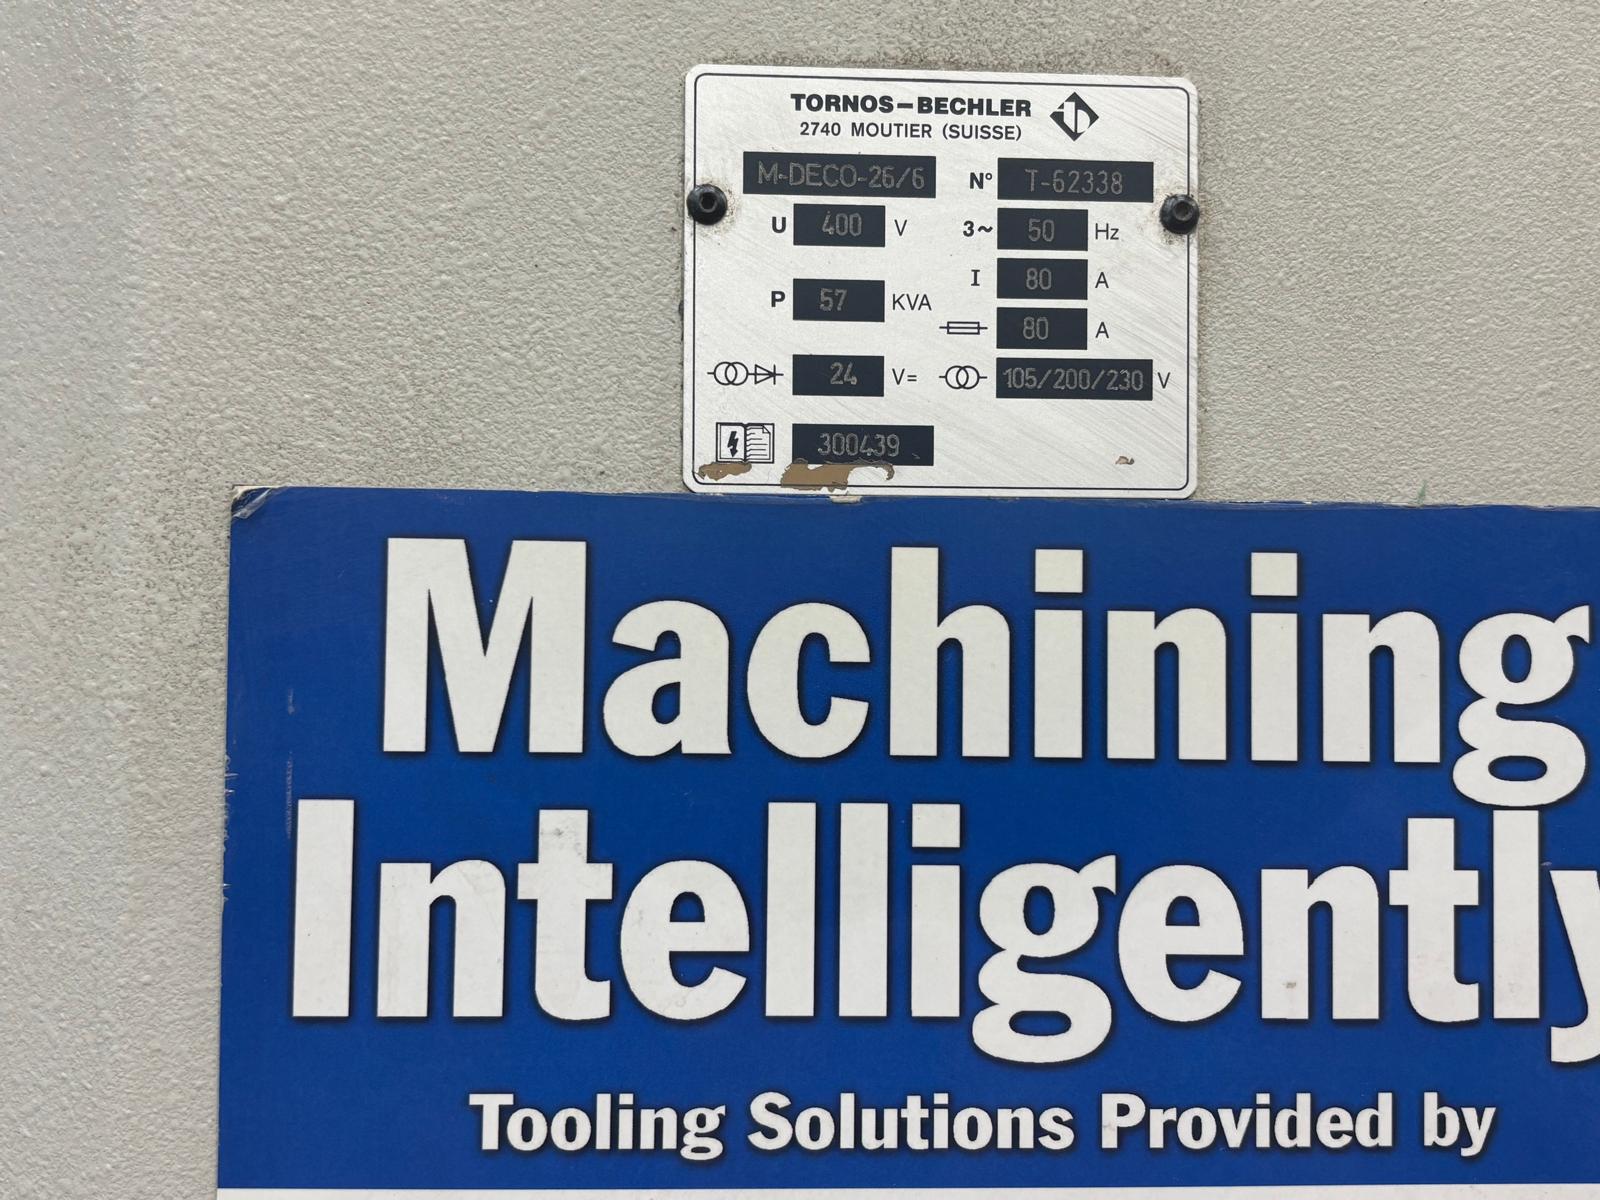 TORNOS-BECHLER
2740 MOUTIER (SUISSE)
M-DECO-26/6 N° T-62338
U 400 V 3~ 50 Hz
I 80 A
P 57 KVA
80 A
24 V= 105/200/230 V
300439
Machining
Intelligently
Tooling Solutions Provided by